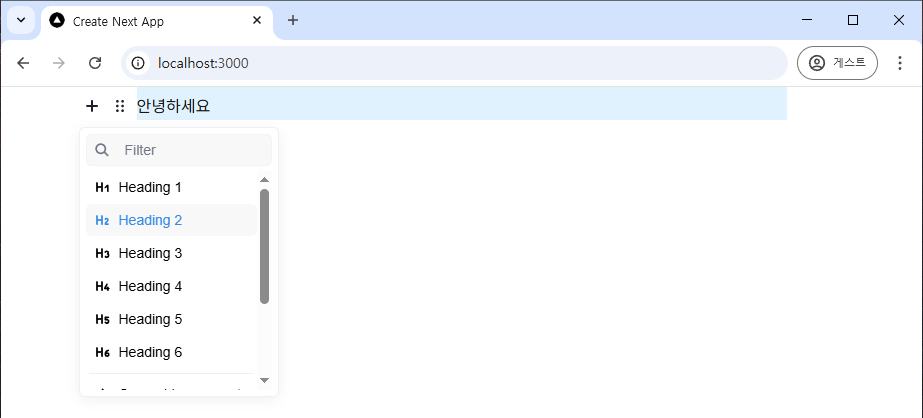 Create Next App
localhost:3000
게스트
안녕하세요
Filter
H1 Heading 1
H2 Heading 2
H3 Heading 3
H4 Heading 4
H5 Heading 5
H6 Heading 6